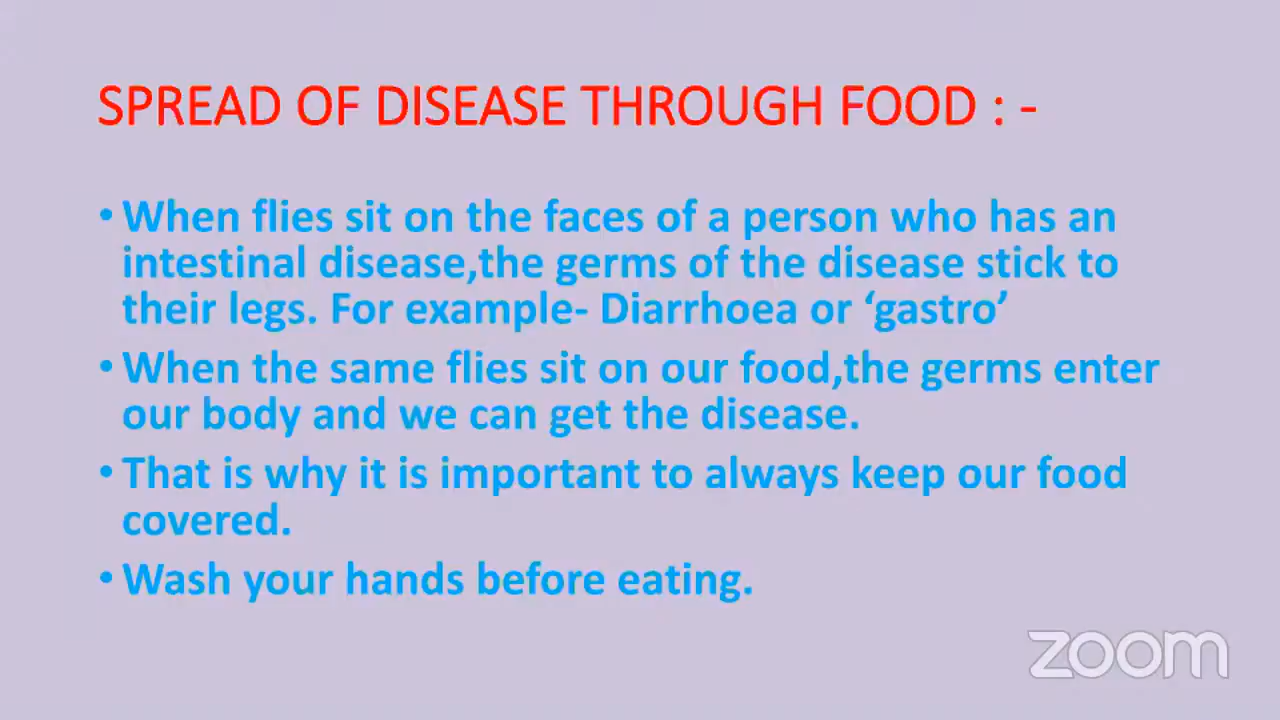 SPREAD OF DISEASE THROUGH FOOD : -
• When flies sit on the faces of a person who has an
intestinal disease,the germs of the disease stick to
their legs. For example- Diarrhoea or ‘gastro’
• When the same flies sit on our food,the germs enter
our body and we can get the disease.
• That is why it is important to always keep our food
covered.
• Wash your hands before eating.
zoom